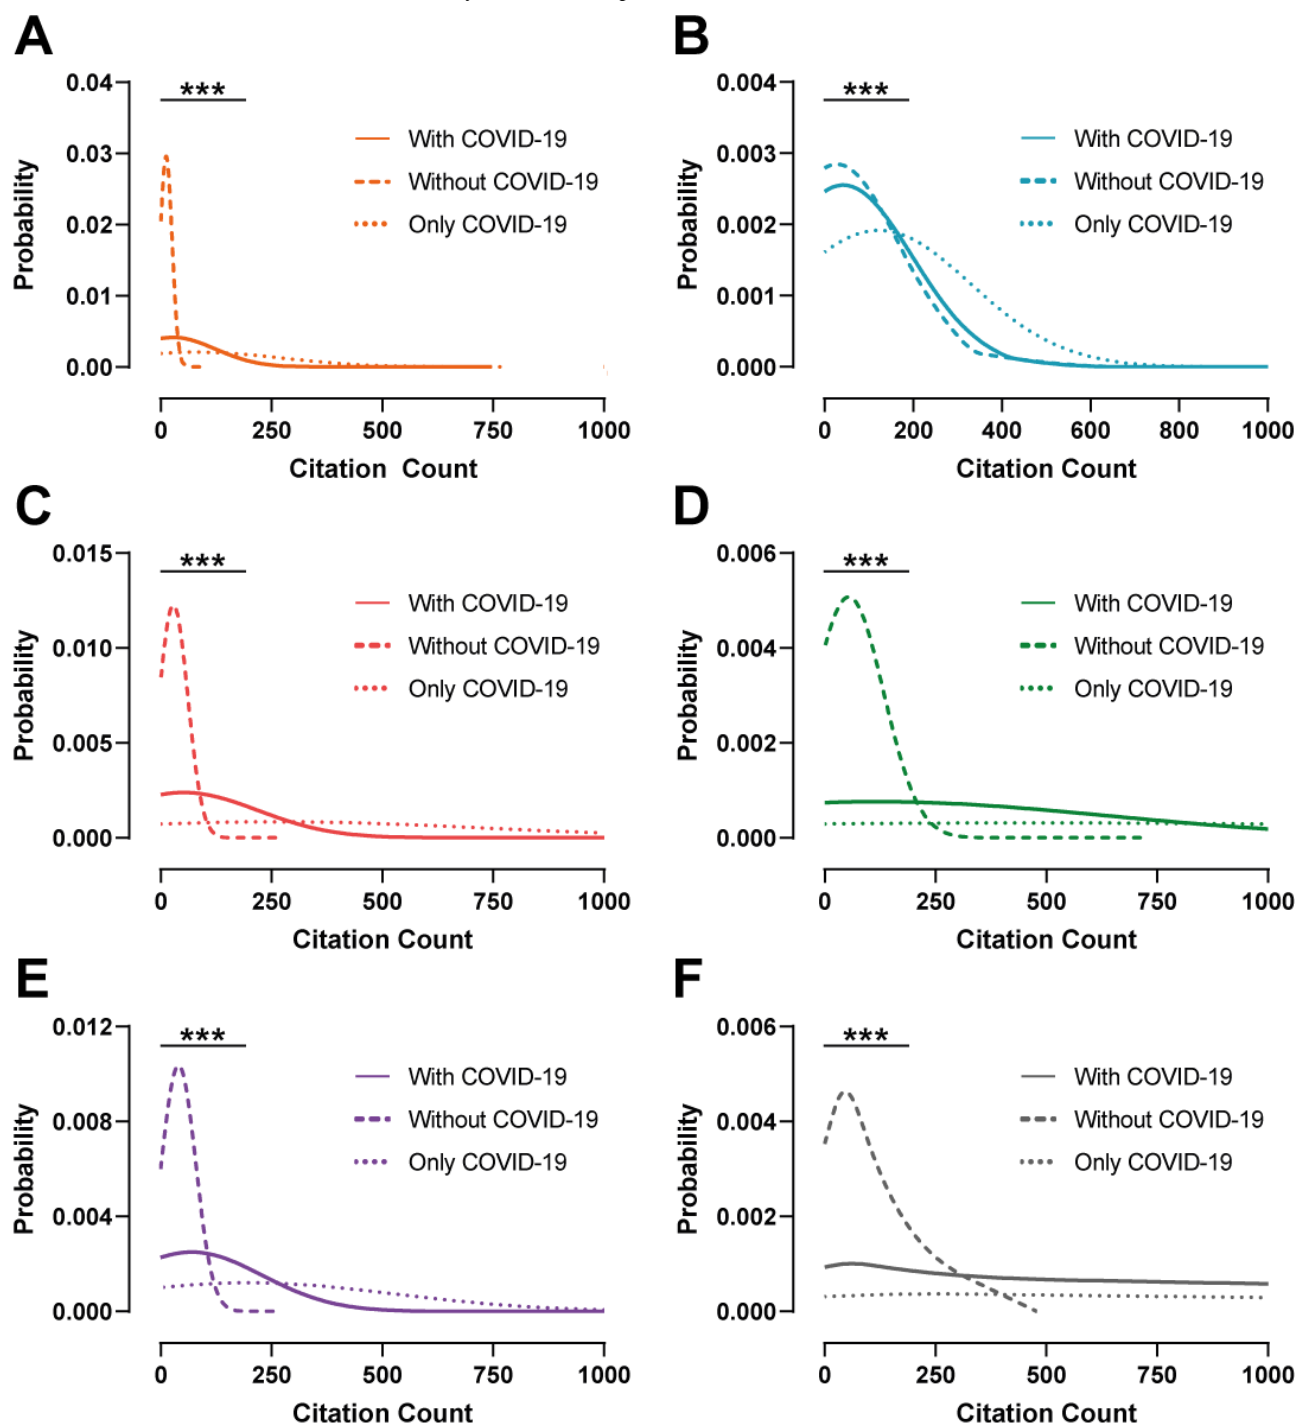 A
0.04
0.03
0.02
0.01
0.00
Probability
***
With COVID-19
Without COVID-19
Only COVID-19
0 250 500 750 1000
Citation Count
B
0.004
0.003
0.002
0.001
0.000
Probability
***
With COVID-19
Without COVID-19
Only COVID-19
0 200 400 600 800 1000
Citation Count
C
0.015
0.010
0.005
0.000
Probability
***
With COVID-19
Without COVID-19
Only COVID-19
0 250 500 750 1000
Citation Count
D
0.006
0.004
0.002
0.000
Probability
***
With COVID-19
Without COVID-19
Only COVID-19
0 250 500 750 1000
Citation Count
E
0.012
0.008
0.004
0.000
Probability
***
With COVID-19
Without COVID-19
Only COVID-19
0 250 500 750 1000
Citation Count
F
0.006
0.004
0.002
0.000
Probability
***
With COVID-19
Without COVID-19
Only COVID-19
0 250 500 750 1000
Citation Count